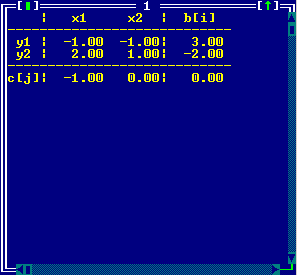 [▮] 1 [↑]
¦ x1 x2 ¦ b[i]
y1 ¦ -1.00 -1.00¦ 3.00
y2 ¦ 2.00 1.00¦ -2.00
c[j]¦ -1.00 0.00¦ 0.00